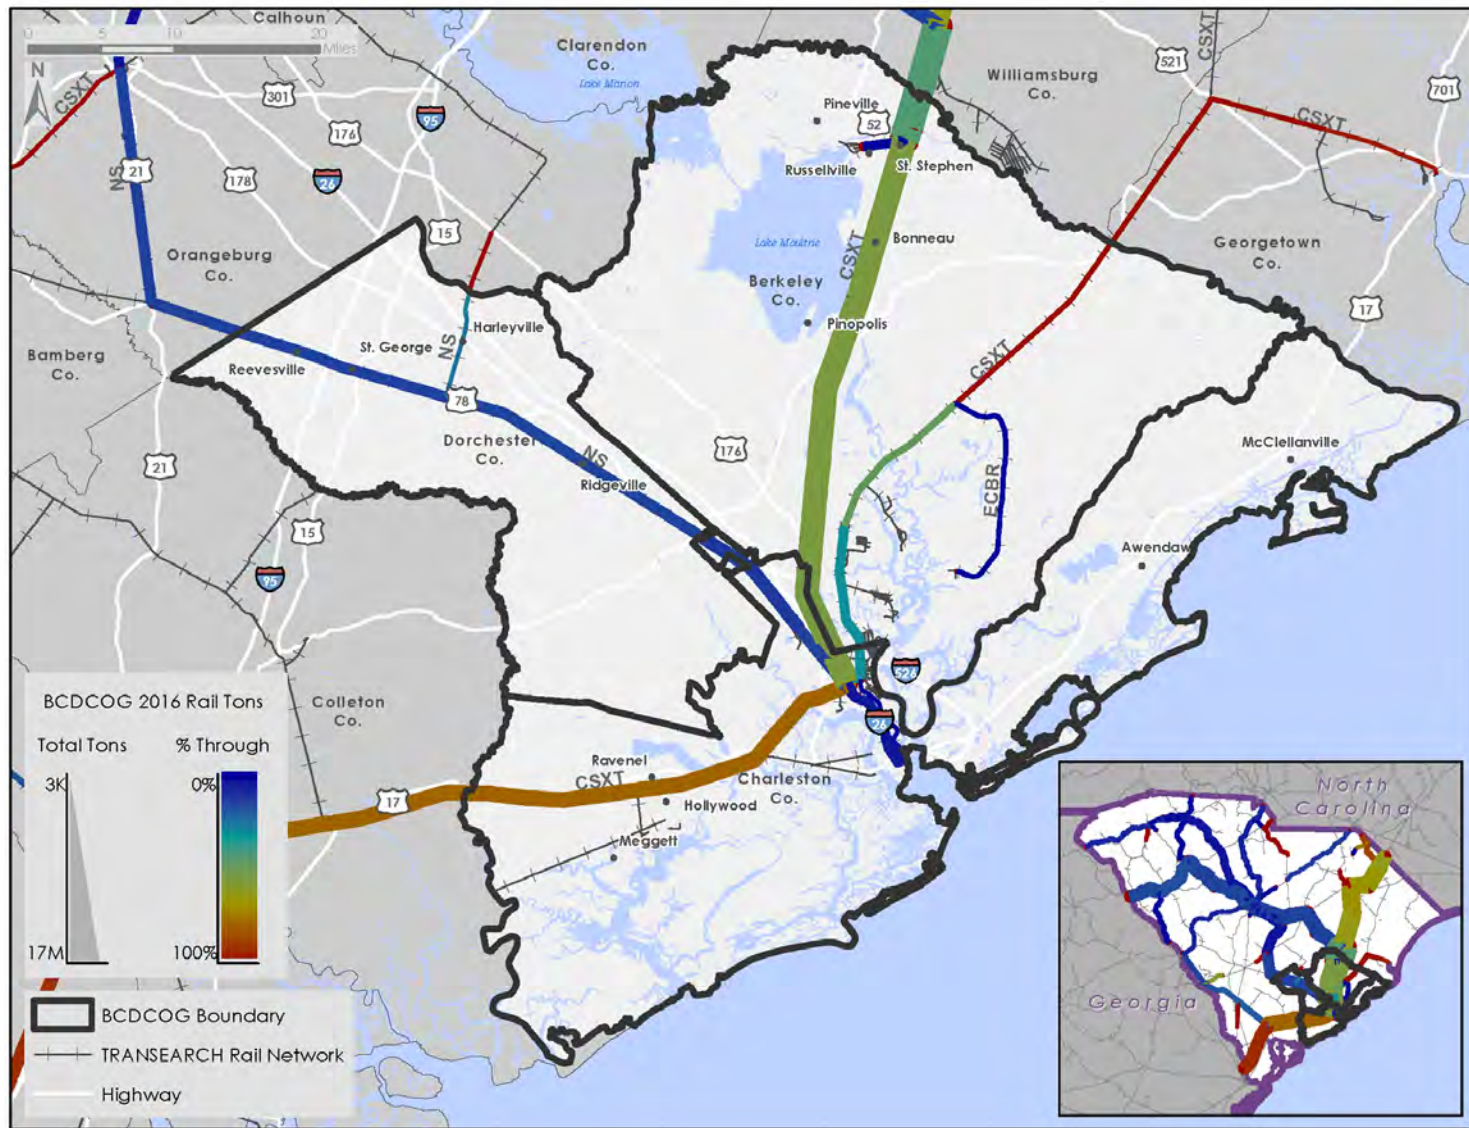 Calhoun
0 5 10 20
Miles
N
Clarendon
Co.
Lake Marion
Williamsburg
Co.
521
701
CSXT
CSXT
CSXT
301
176
95
Pineville
52
NS
21
178
26
Russellville
St. Stephen
15
Lake Moultrie
CSXT
Bonneau
Georgetown
Co.
Orangeburg
Co.
Berkeley
Co.
17
Harleyville
Pinopolis
Bamberg
Co.
Reevesville
St. George
NS
CSXT
78
Dorchester
Co.
NS
176
McClellanville
21
Ridgeville
ECBR
15
Awendaw
95
526
BCDCOG 2016 Rail Tons
Total Tons
% Through
3K
0%
17M
100%
Colleton
Co.
26
Ravenel
CSXT
Charleston
Co.
17
Hollywood
Meggett
North
Carolina
Georgia
BCDCOG Boundary
TRANSEARCH Rail Network
Highway